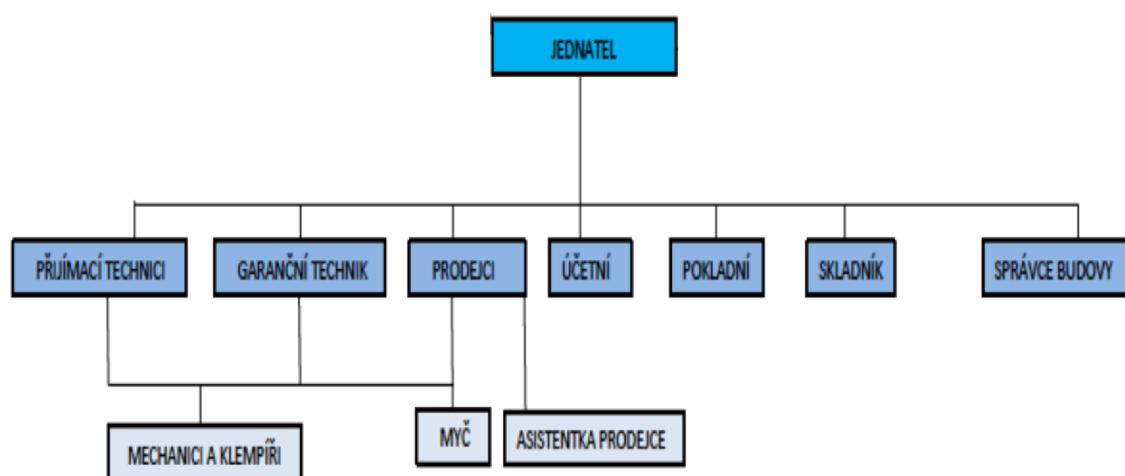 JEDNATEL
PŘIJÍMACÍ TECHNICI
GARANČNÍ TECHNIK
PRODEJCI
ÚČETNÍ
POKLADNÍ
SKLADNÍK
SPRÁVCE BUDOVY
MECHANICI A KLEMPÍŘI
MYČ
ASISTENTKA PRODEJCE